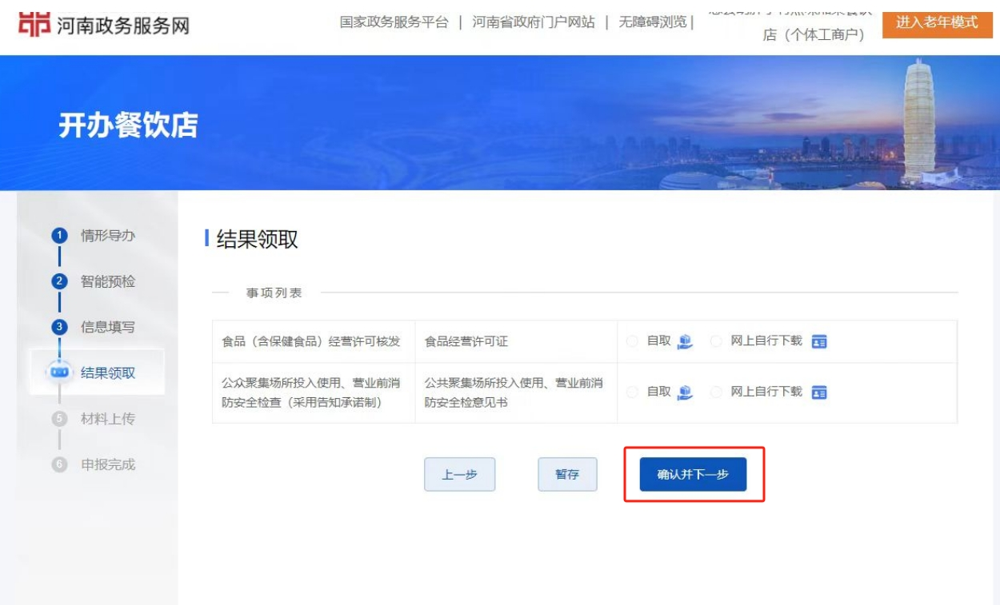 河南政务服务网
国家政务服务平台 | 河南省政府门户网站 | 无障碍浏览 |
店（个体工商户）
进入老年模式
开办餐饮店
1 情形导办
2 智能预检
3 信息填写
结果领取
5 材料上传
6 申报完成
结果领取
事项列表
食品（含保健食品）经营许可核发
食品经营许可证
自取 网上自行下载
公众聚集场所投入使用、营业前消
防安全检查（采用告知承诺制）
公共聚集场所投入使用、营业前消
防安全检意见书
自取 网上自行下载
上一步
暂存
确认并下一步